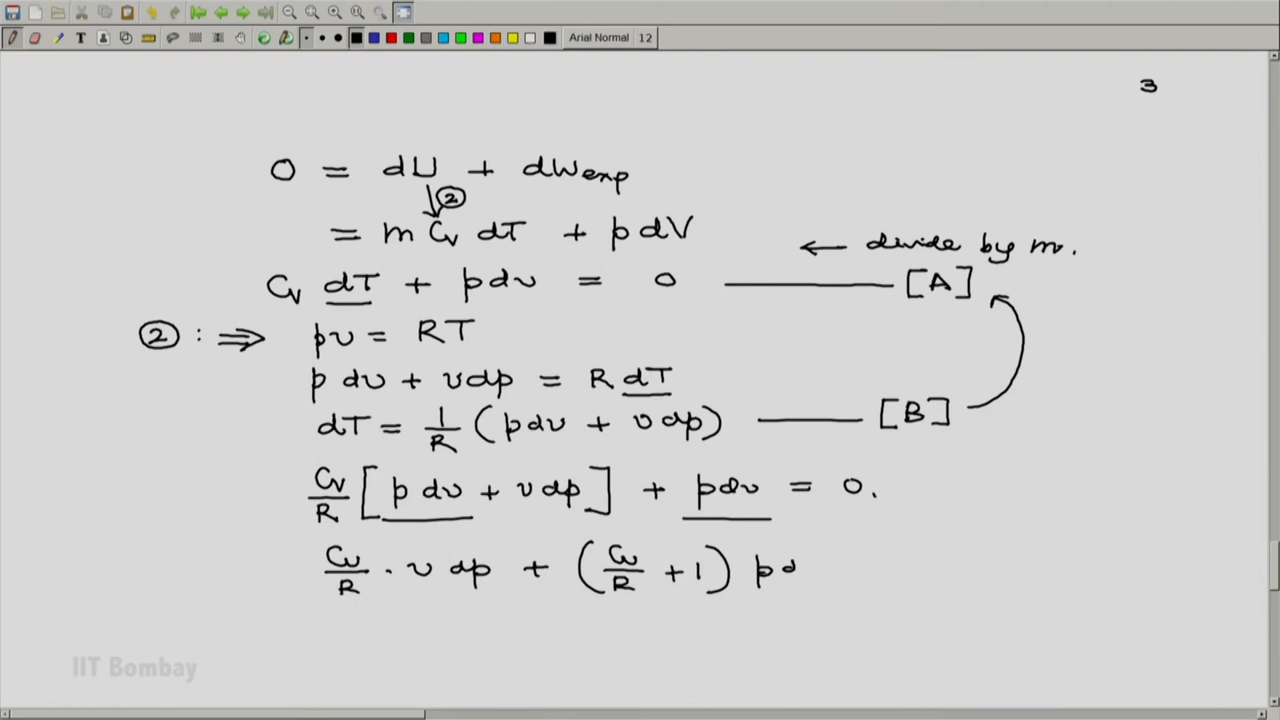 Arial Normal 12
3
0 = dU + dWexp
↓②
= m Cv dT + p dV
← divide by m.
Cv dT + p dv = 0 ——— [A]
② : ⇒ pv = RT
p dv + v dp = R dT
dT = 1/R (p dv + v dp) ——— [B]
Cv/R [p dv + v dp] + p dv = 0.
Cv/R . v dp + (Cv/R + 1) p d
IIT Bombay